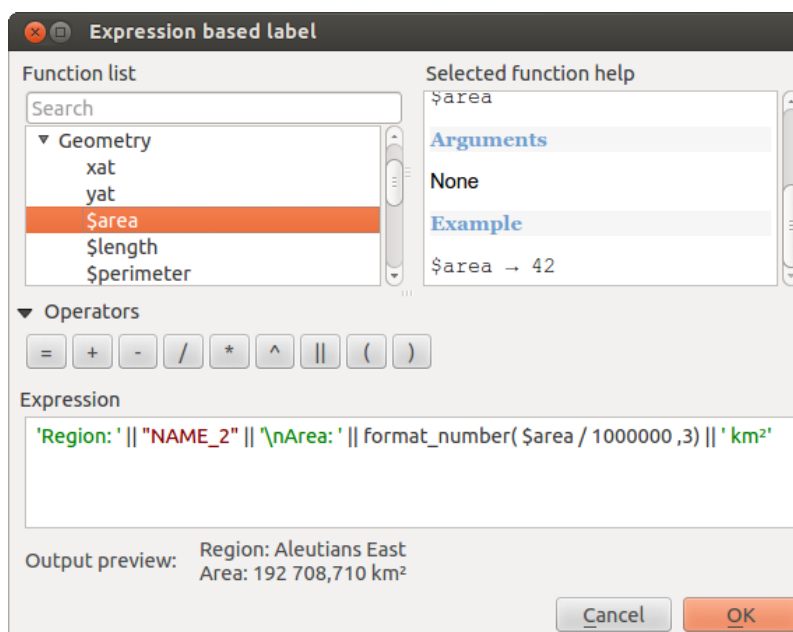 Expression based label
Function list
Search
Geometry
xat
yat
$area
$length
$perimeter
Selected function help
$area
Arguments
None
Example
$area → 42
Operators
= + - / * ^ || ( )
Expression
'Region: ' || "NAME_2" || '\nArea: ' || format_number( $area / 1000000 ,3) || ' km²'
Output preview:
Region: Aleutians East
Area: 192 708,710 km²
Cancel
OK